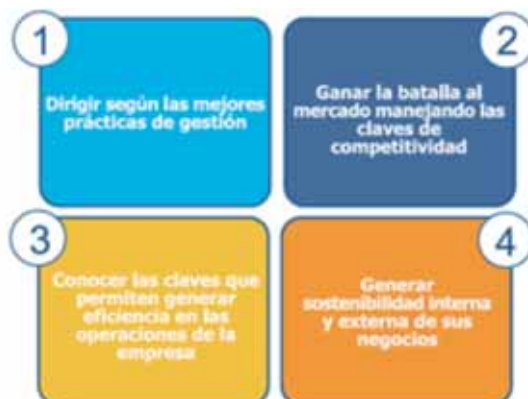 1
Dirigir según las mejores
prácticas de gestión
2
Ganar la batalla al
mercado manejando las
claves de
competitividad
3
Conocer las claves que
permiten generar
eficiencia en las
operaciones de la
empresa
4
Generar
sostenibilidad interna
y externa de sus
negocios